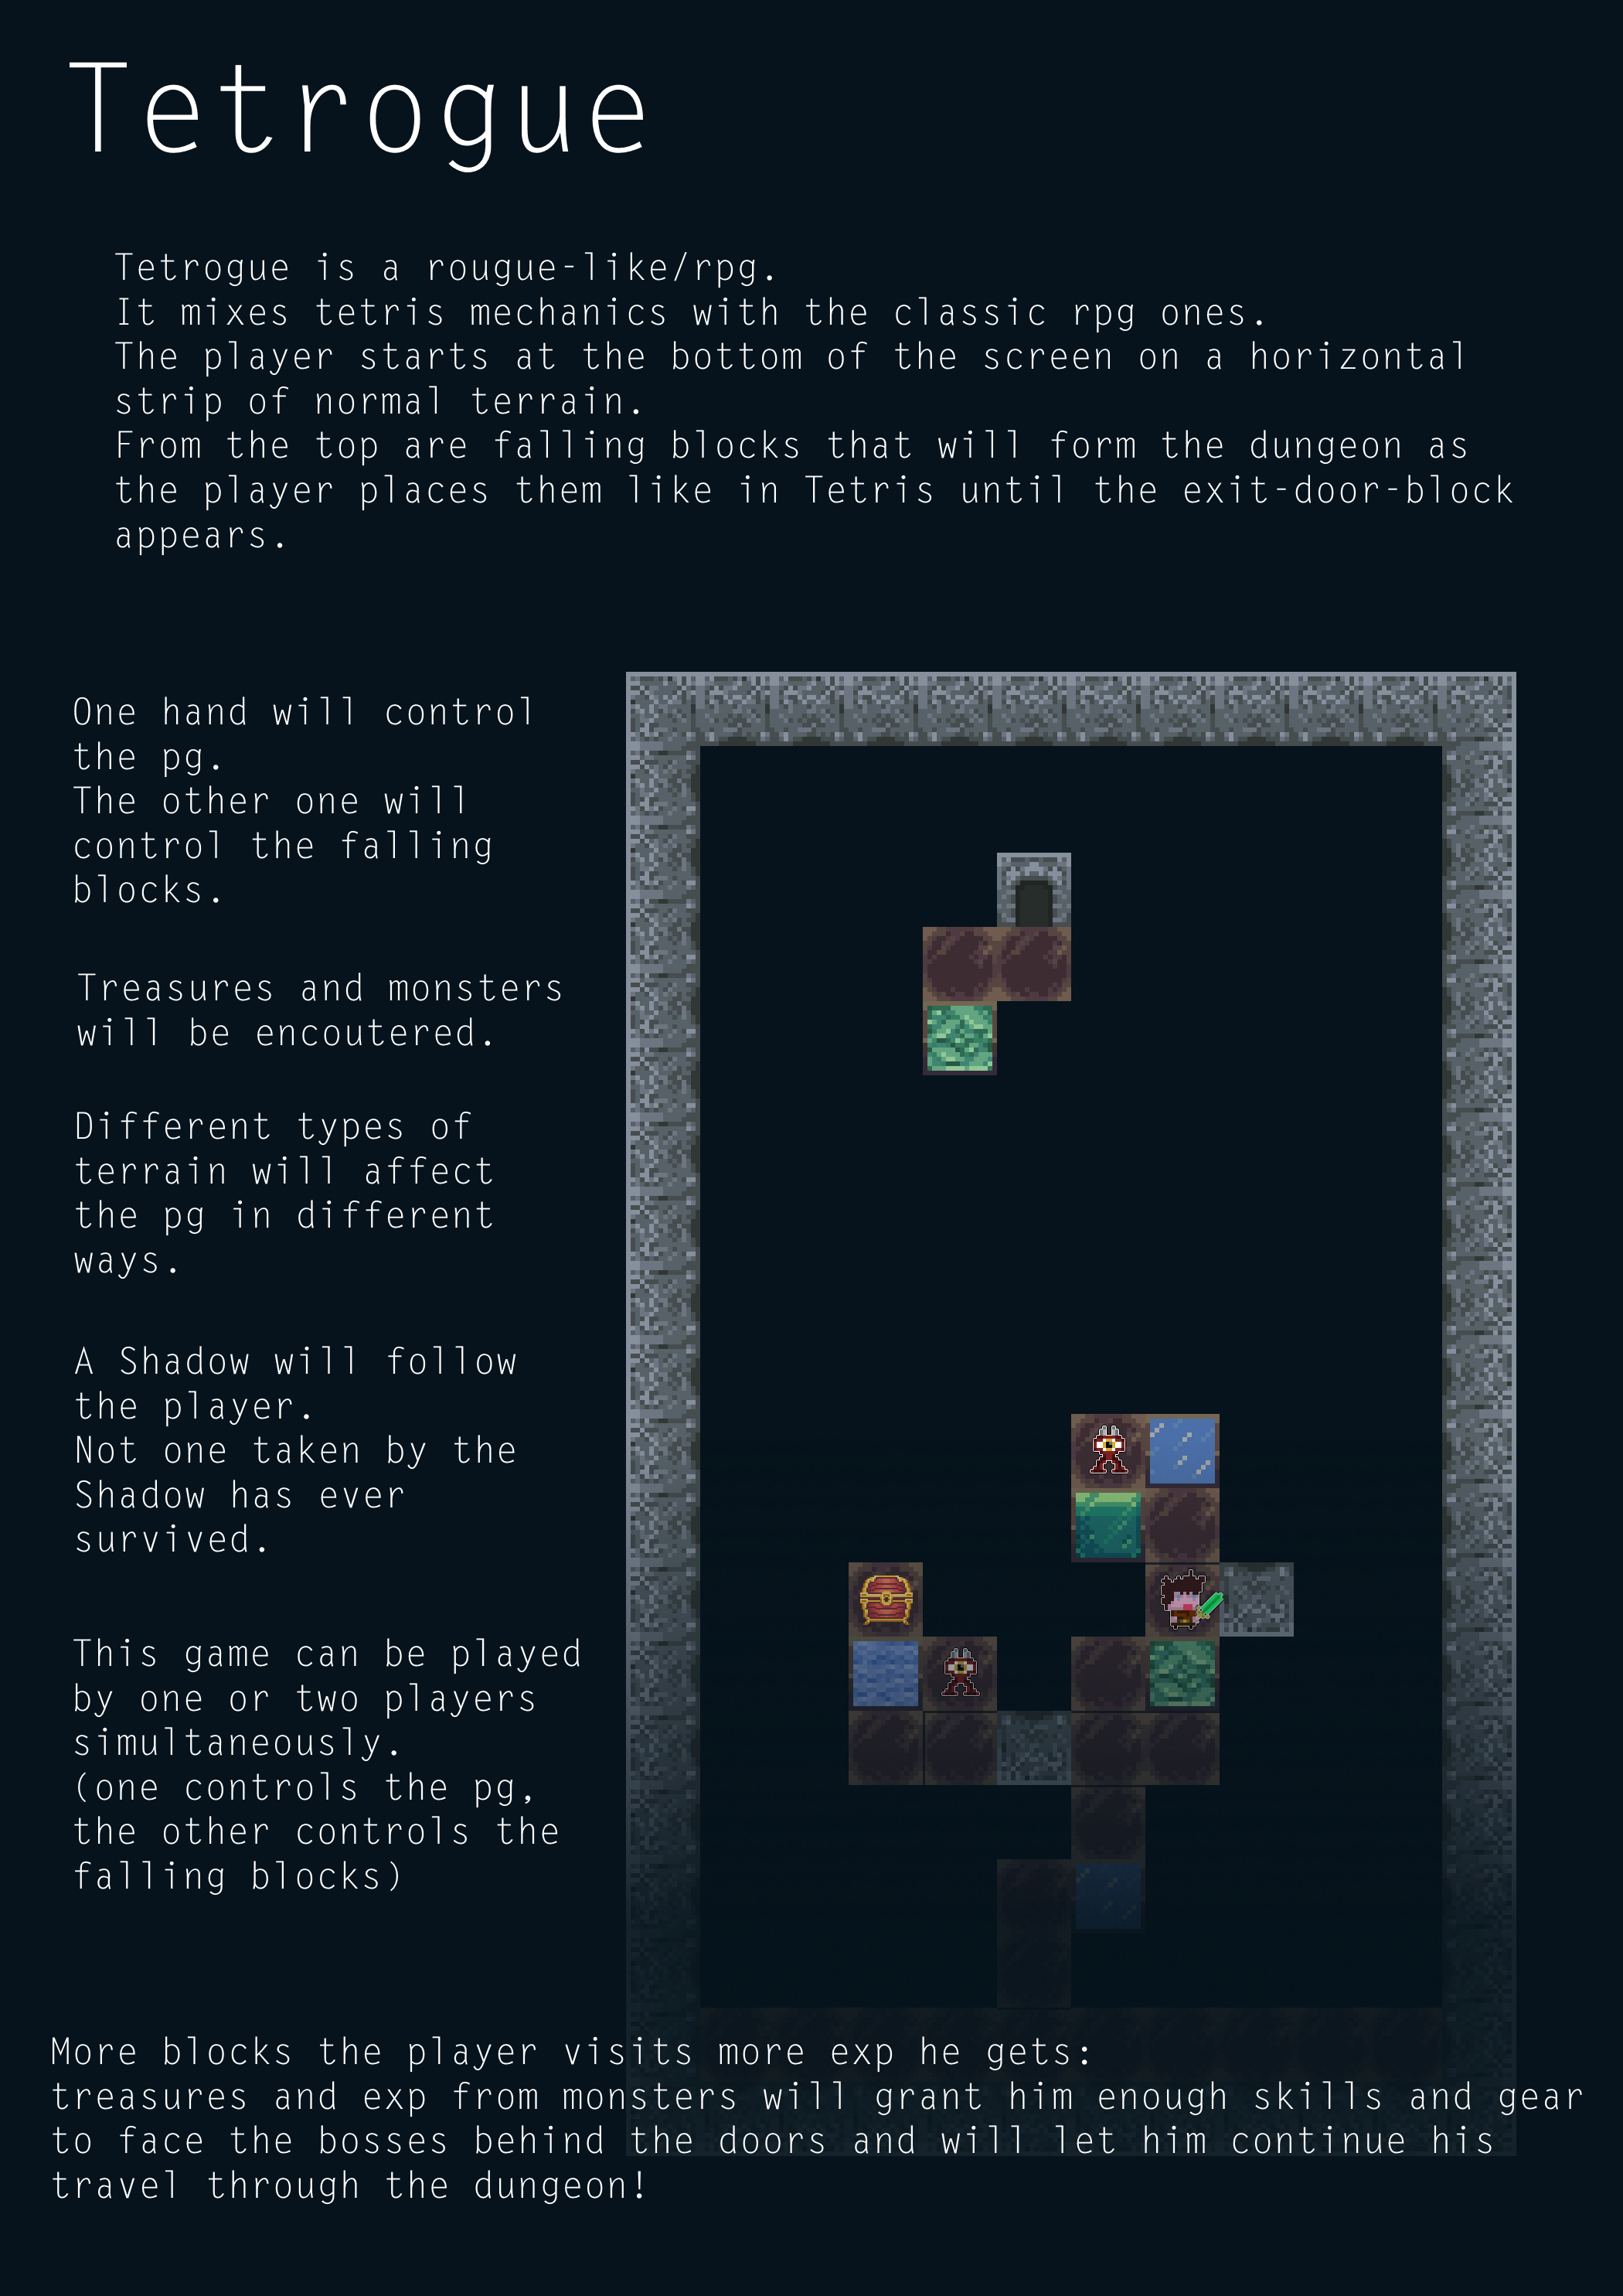 Tetrogue
Tetrogue is a rougue-like/rpg.
It mixes tetris mechanics with the classic rpg ones.
The player starts at the bottom of the screen on a horizontal
strip of normal terrain.
From the top are falling blocks that will form the dungeon as
the player places them like in Tetris until the exit-door-block
appears.
One hand will control
the pg.
The other one will
control the falling
blocks.
Treasures and monsters
will be encoutered.
Different types of
terrain will affect
the pg in different
ways.
A Shadow will follow
the player.
Not one taken by the
Shadow has ever
survived.
This game can be played
by one or two players
simultaneously.
(one controls the pg,
the other controls the
falling blocks)
More blocks the player visits more exp he gets:
treasures and exp from monsters will grant him enough skills and gear
to face the bosses behind the doors and will let him continue his
travel through the dungeon!